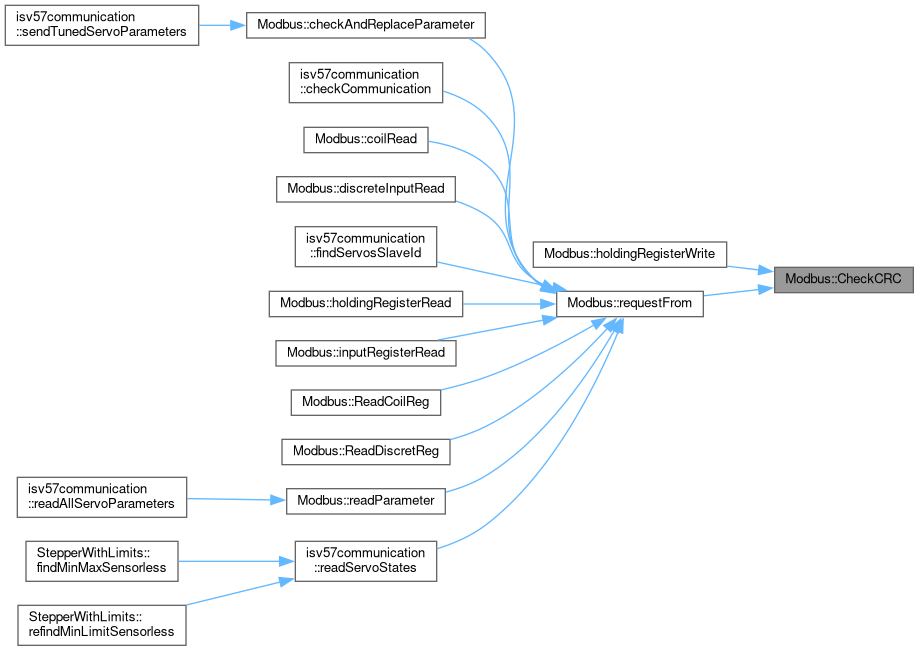 isv57communication
::sendTunedServoParameters
Modbus::checkAndReplaceParameter
isv57communication
::checkCommunication
Modbus::coilRead
Modbus::discreteInputRead
isv57communication
::findServosSlaveId
Modbus::holdingRegisterWrite
Modbus::CheckCRC
Modbus::holdingRegisterRead
Modbus::requestFrom
Modbus::inputRegisterRead
Modbus::ReadCoilReg
Modbus::ReadDiscretReg
isv57communication
::readAllServoParameters
Modbus::readParameter
StepperWithLimits::
findMinMaxSensorless
isv57communication
::readServoStates
StepperWithLimits::
refindMinLimitSensorless